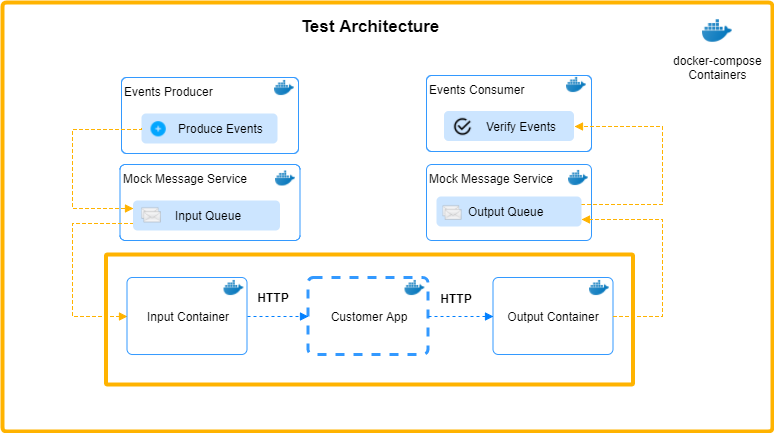 Test Architecture
docker-compose
Containers
Events Producer
Produce Events
Events Consumer
Verify Events
Mock Message Service
Input Queue
Mock Message Service
Output Queue
Input Container
HTTP
Customer App
HTTP
Output Container